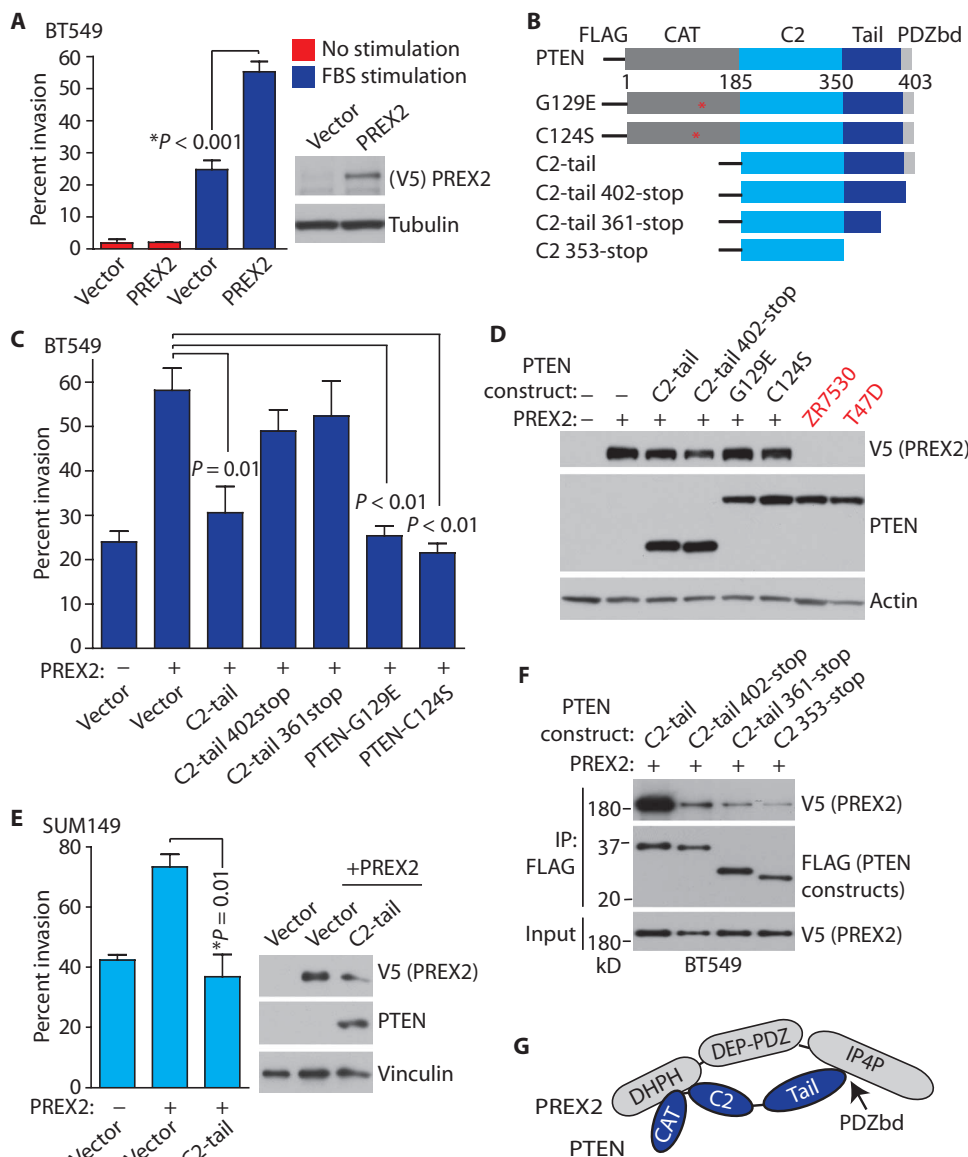 A
BT549
No stimulation
FBS stimulation
Percent invasion
60
50
40
30
20
10
0
*P < 0.001
Vector
PREX2
Vector
PREX2
Vector
PREX2
(V5) PREX2
Tubulin
B
FLAG CAT C2 Tail PDZbd
PTEN
1 185 350 403
G129E
*
C124S
*
C2-tail
C2-tail 402-stop
C2-tail 361-stop
C2 353-stop
C
BT549
Percent invasion
60
50
40
30
20
10
0
P = 0.01
P < 0.01
P < 0.01
PREX2: – + + + + + +
Vector
Vector
C2-tail
C2-tail 402stop
C2-tail 361stop
PTEN-G129E
PTEN-C124S
D
PTEN construct: – – C2-tail C2-tail 402-stop G129E C124S ZR7530 T47D
PREX2: – + + + + +
V5 (PREX2)
PTEN
Actin
E
SUM149
Percent invasion
80
60
40
20
0
*P = 0.01
PREX2: – + +
Vector
Vector
C2-tail
+PREX2
Vector
Vector
C2-tail
V5 (PREX2)
PTEN
Vinculin
F
PTEN construct: C2-tail C2-tail 402-stop C2-tail 361-stop C2 353-stop
PREX2: + + + +
IP: FLAG
180
V5 (PREX2)
37
20
FLAG (PTEN constructs)
Input
180
V5 (PREX2)
kD
BT549
G
PREX2
DHPH
DEP-PDZ
IP4P
PTEN
CAT
C2
Tail
PDZbd